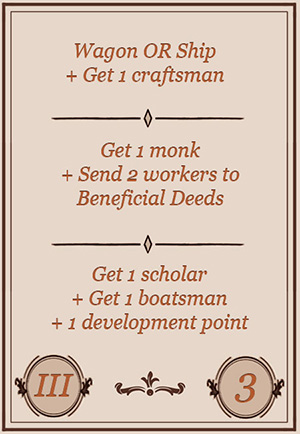 Wagon OR Ship
+ Get 1 craftsman
Get 1 monk
+ Send 2 workers to
Beneficial Deeds
Get 1 scholar
+ Get 1 boatsman
+ 1 development point
III
3